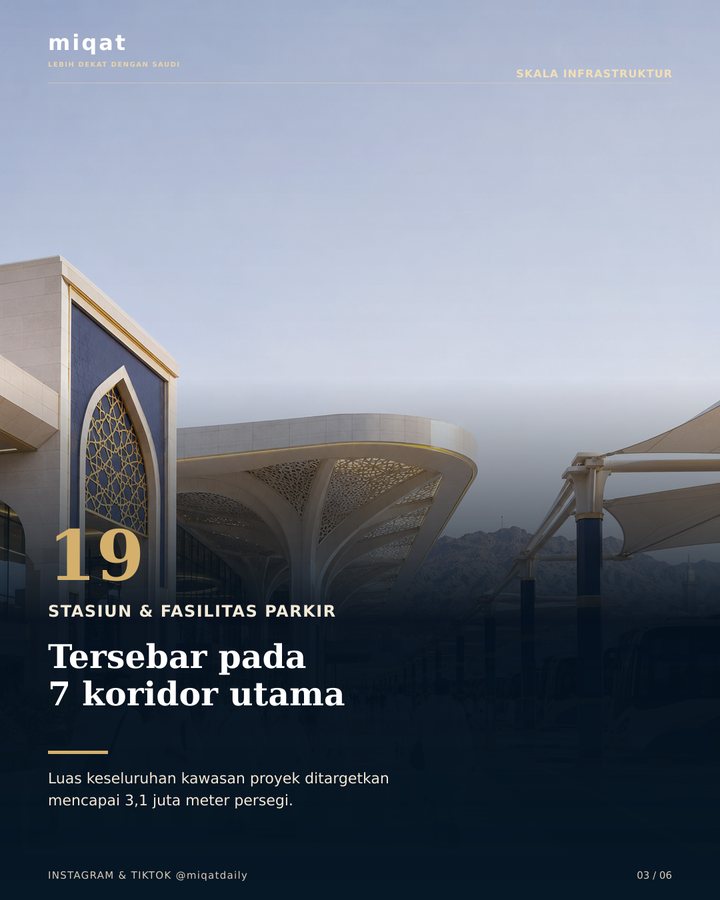 miqat
LEBIH DEKAT DENGAN SAUDI
SKALA INFRASTRUKTUR
19
STASIUN & FASILITAS PARKIR
Tersebar pada
7 koridor utama
Luas keseluruhan kawasan proyek ditargetkan
mencapai 3,1 juta meter persegi.
INSTAGRAM & TIKTOK @miqatdaily
03 / 06